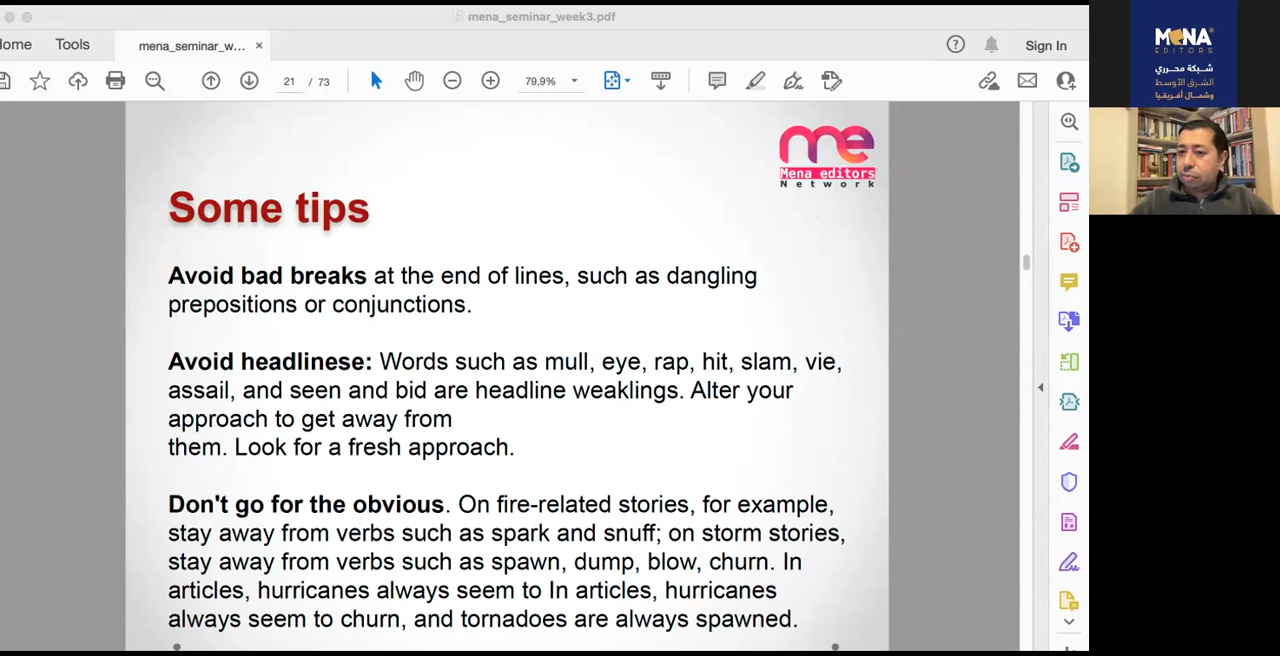 mena_seminar_week3.pdf
Home Tools mena_seminar_w... × Sign In
21 / 73 79,9%
MENA
EDITORS
شبكة محرري
الشرق الأوسط
وشمال أفريقيا
me
Mena editors
Network
Some tips
Avoid bad breaks at the end of lines, such as dangling
prepositions or conjunctions.
Avoid headlinese: Words such as mull, eye, rap, hit, slam, vie,
assail, and seen and bid are headline weaklings. Alter your
approach to get away from
them. Look for a fresh approach.
Don't go for the obvious. On fire-related stories, for example,
stay away from verbs such as spark and snuff; on storm stories,
stay away from verbs such as spawn, dump, blow, churn. In
articles, hurricanes always seem to In articles, hurricanes
always seem to churn, and tornadoes are always spawned.